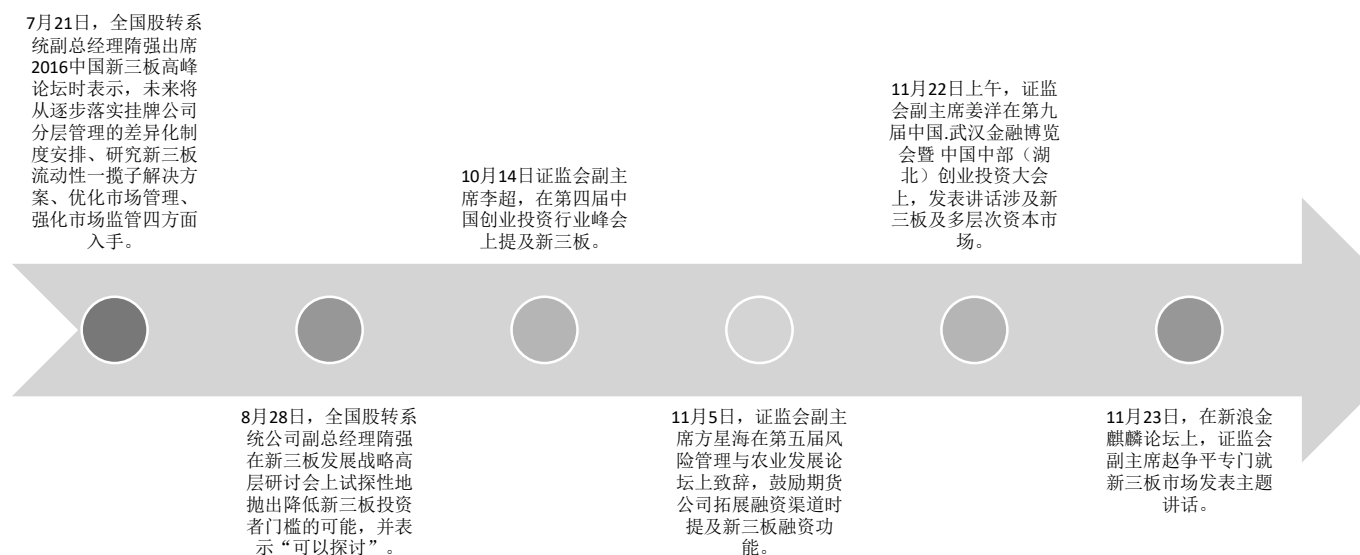 7月21日，全国股转系
统副总经理隋强出席
2016中国新三板高峰
论坛时表示，未来将
从逐步落实挂牌公司
分层管理的差异化制
度安排、研究新三板
流动性一揽子解决方
案、优化市场管理、
强化市场监管四方面
入手。
8月28日，全国股转系
统公司副总经理隋强
在新三板发展战略高
层研讨会上试探性地
抛出降低新三板投资
者门槛的可能，并表
示“可以探讨”。
10月14日证监会副主
席李超，在第四届中
国创业投资行业峰会
上提及新三板。
11月5日，证监会副主
席方星海在第五届风
险管理与农业发展论
坛上致辞，鼓励期货
公司拓展融资渠道时
提及新三板融资功
能。
11月22日上午，证监
会副主席姜洋在第九
届中国.武汉金融博览
会暨 中国中部（湖
北）创业投资大会
上，发表讲话涉及新
三板及多层次资本市
场。
11月23日，在新浪金
麒麟论坛上，证监会
副主席赵争平专门就
新三板市场发表主题
讲话。